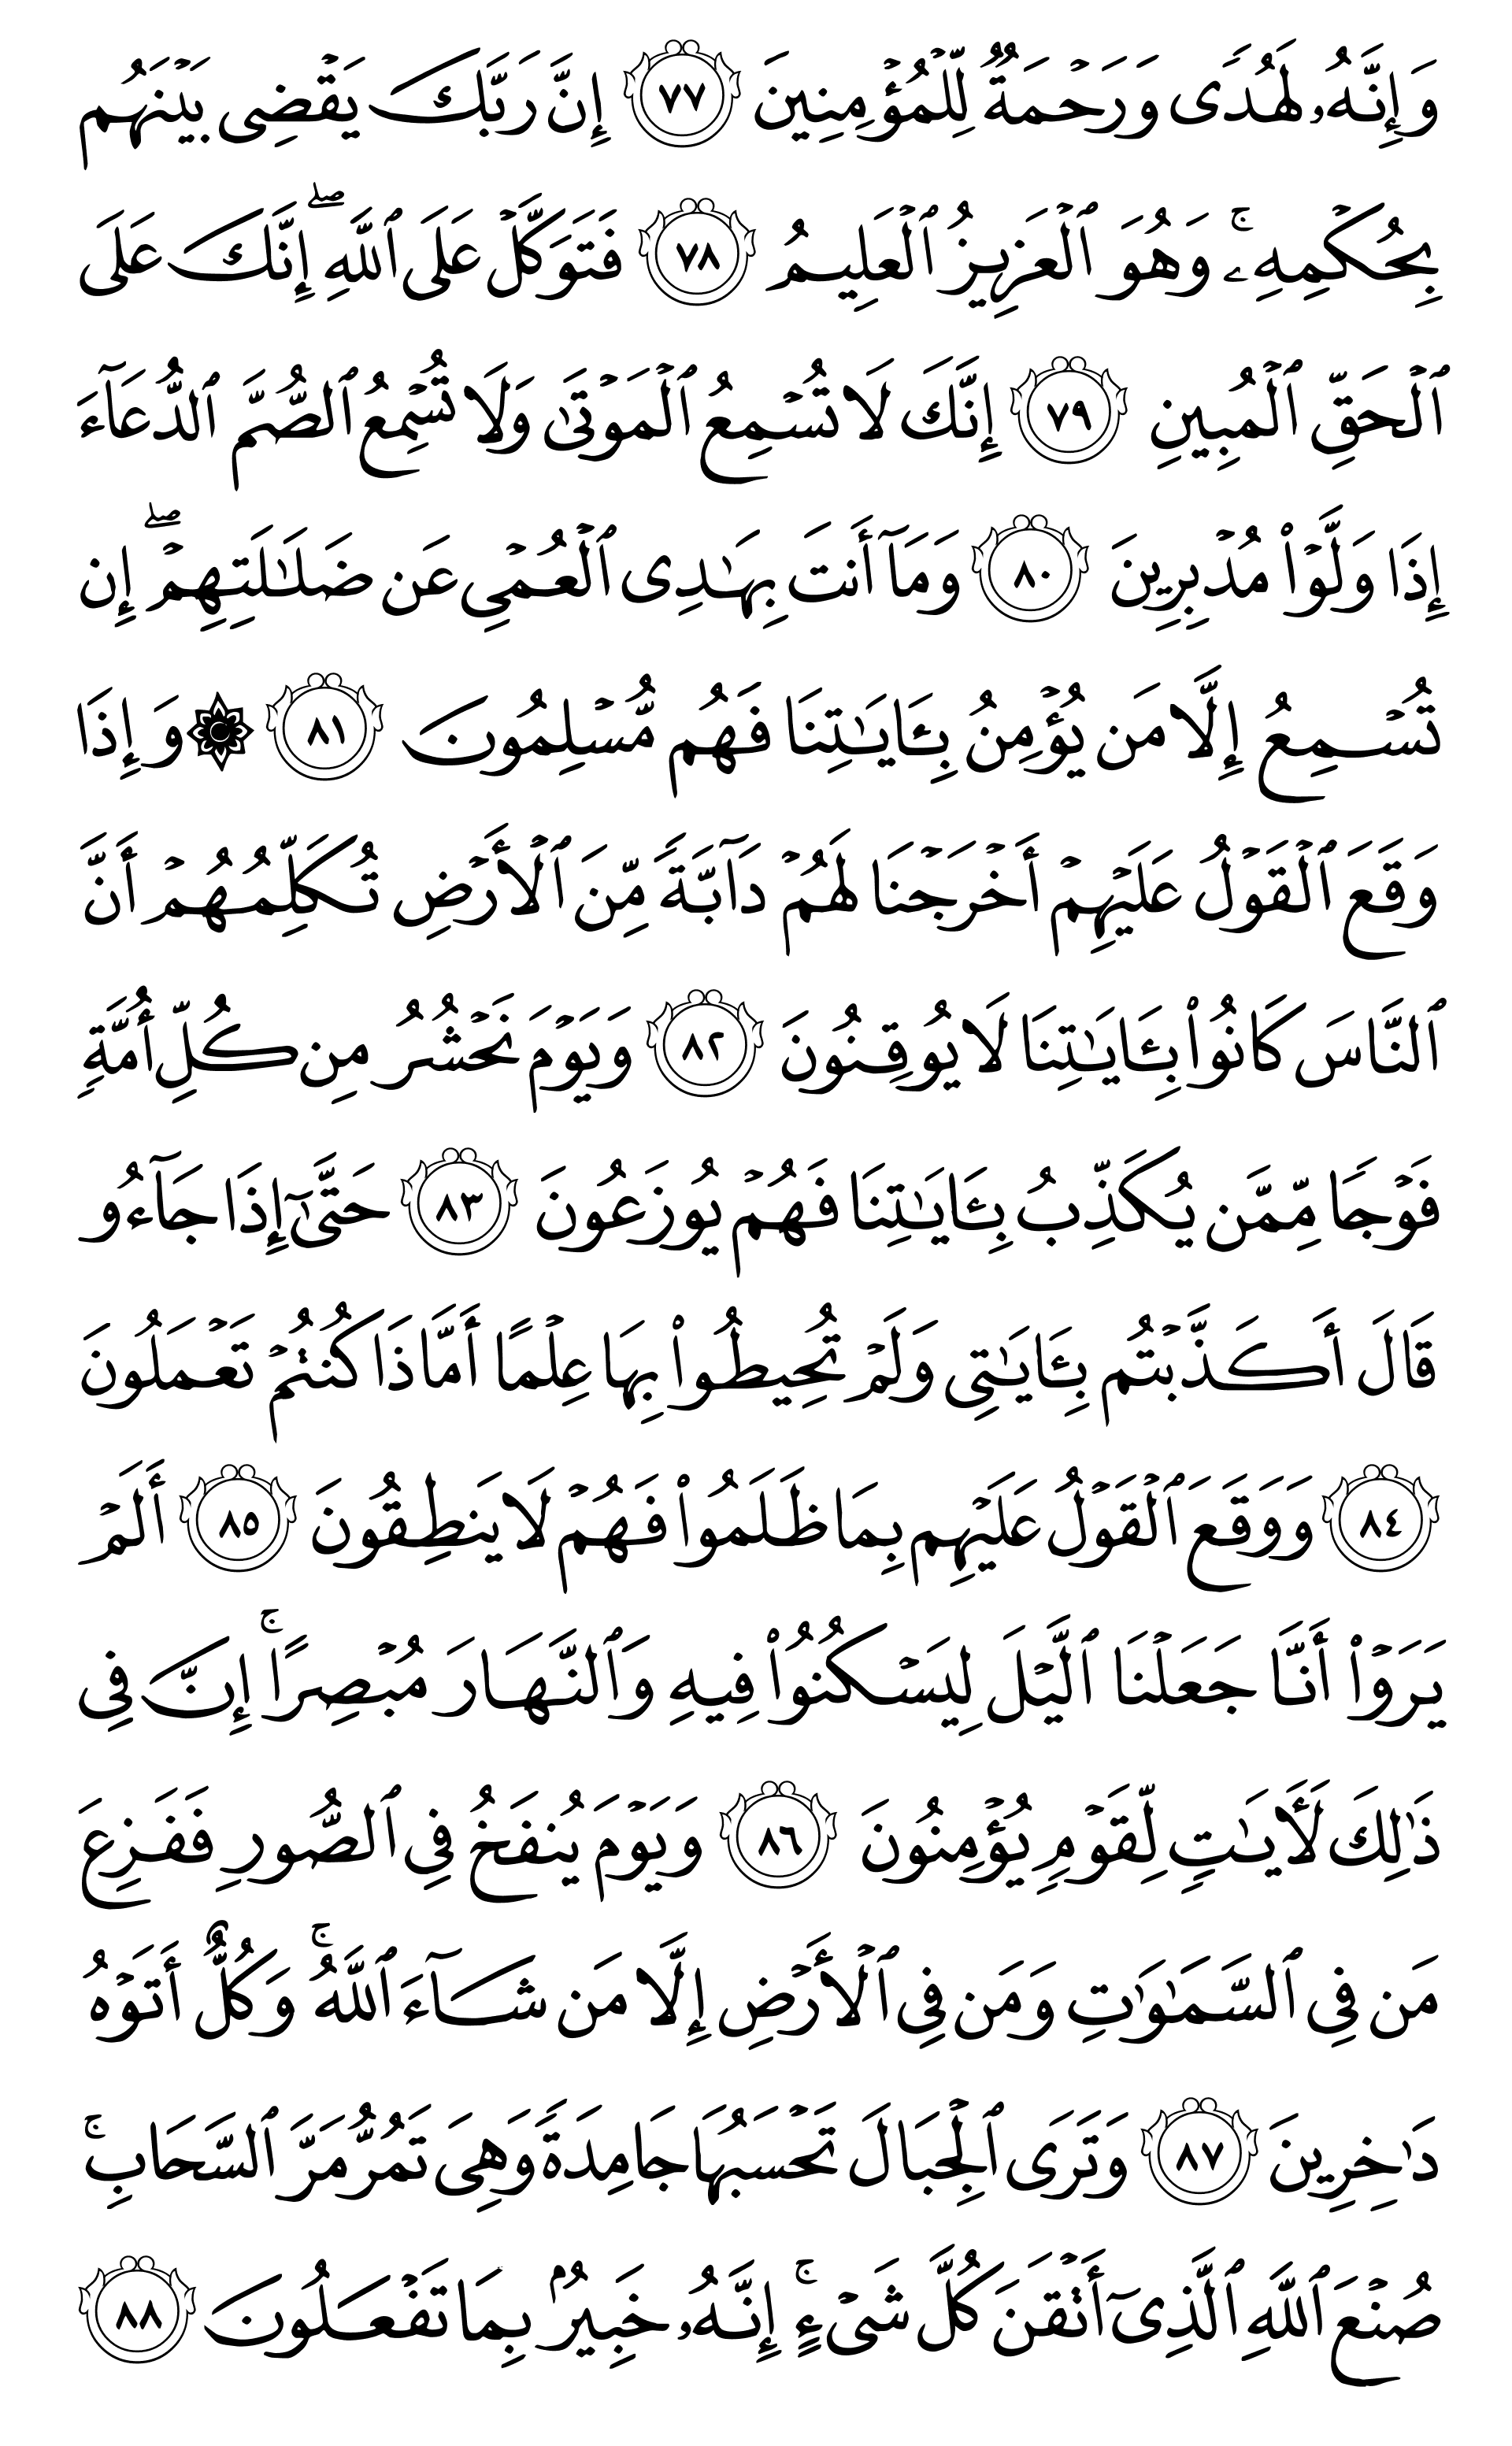 وَإِنَّهُۥ لَهُدًى وَرَحْمَةٌ لِّلْمُؤْمِنِينَ ٧٧ إِنَّ رَبَّكَ يَقْضِى بَيْنَهُم
بِحُكْمِهِۦ ۚ وَهُوَ ٱلْعَزِيزُ ٱلْعَلِيمُ ٧٨ فَتَوَكَّلْ عَلَى ٱللَّهِ ۖ إِنَّكَ عَلَى
ٱلْحَقِّ ٱلْمُبِينِ ٧٩ إِنَّكَ لَا تُسْمِعُ ٱلْمَوْتَىٰ وَلَا تُسْمِعُ ٱلصُّمَّ ٱلدُّعَآءَ
إِذَا وَلَّوْا۟ مُدْبِرِينَ ٨٠ وَمَآ أَنتَ بِهَـٰدِى ٱلْعُمْىِ عَن ضَلَـٰلَتِهِمْ ۖ إِن
تُسْمِعُ إِلَّا مَن يُؤْمِنُ بِـَٔايَـٰتِنَا فَهُم مُّسْلِمُونَ ٨١ ۞ وَإِذَا
وَقَعَ ٱلْقَوْلُ عَلَيْهِمْ أَخْرَجْنَا لَهُمْ دَآبَّةً مِّنَ ٱلْأَرْضِ تُكَلِّمُهُمْ أَنَّ
ٱلنَّاسَ كَانُوا۟ بِـَٔايَـٰتِنَا لَا يُوقِنُونَ ٨٢ وَيَوْمَ نَحْشُرُ مِن كُلِّ أُمَّةٍ
فَوْجًا مِّمَّن يُكَذِّبُ بِـَٔايَـٰتِنَا فَهُمْ يُوزَعُونَ ٨٣ حَتَّىٰٓ إِذَا جَآءُو
قَالَ أَكَذَّبْتُم بِـَٔايَـٰتِى وَلَمْ تُحِيطُوا۟ بِهَا عِلْمًا أَمَّاذَا كُنتُمْ تَعْمَلُونَ
٨٤ وَوَقَعَ ٱلْقَوْلُ عَلَيْهِم بِمَا ظَلَمُوا۟ فَهُمْ لَا يَنطِقُونَ ٨٥ أَلَمْ
يَرَوْا۟ أَنَّا جَعَلْنَا ٱلَّيْلَ لِيَسْكُنُوا۟ فِيهِ وَٱلنَّهَارَ مُبْصِرًا ۚ إِنَّ فِى
ذَٰلِكَ لَـَٔايَـٰتٍ لِّقَوْمٍ يُؤْمِنُونَ ٨٦ وَيَوْمَ يُنفَخُ فِى ٱلصُّورِ فَفَزِعَ
مَن فِى ٱلسَّمَـٰوَٰتِ وَمَن فِى ٱلْأَرْضِ إِلَّا مَن شَآءَ ٱللَّهُ ۚ وَكُلٌّ أَتَوْهُ
دَٰخِرِينَ ٨٧ وَتَرَى ٱلْجِبَالَ تَحْسَبُهَا جَامِدَةً وَهِىَ تَمُرُّ مَرَّ ٱلسَّحَابِ ۚ
صُنْعَ ٱللَّهِ ٱلَّذِىٓ أَتْقَنَ كُلَّ شَىْءٍ ۚ إِنَّهُۥ خَبِيرٌۢ بِمَا تَفْعَلُونَ ٨٨